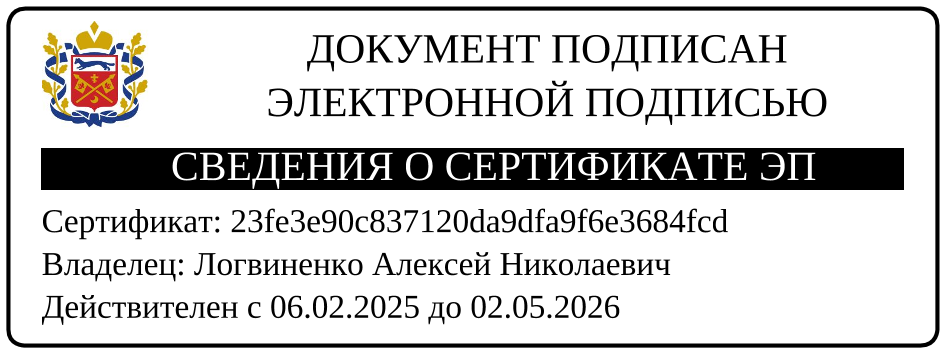 ДОКУМЕНТ ПОДПИСАН
ЭЛЕКТРОННОЙ ПОДПИСЬЮ
СВЕДЕНИЯ О СЕРТИФИКАТЕ ЭП
Сертификат: 23fe3e90c837120da9dfa9f6e3684fcd
Владелец: Логвиненко Алексей Николаевич
Действителен с 06.02.2025 до 02.05.2026